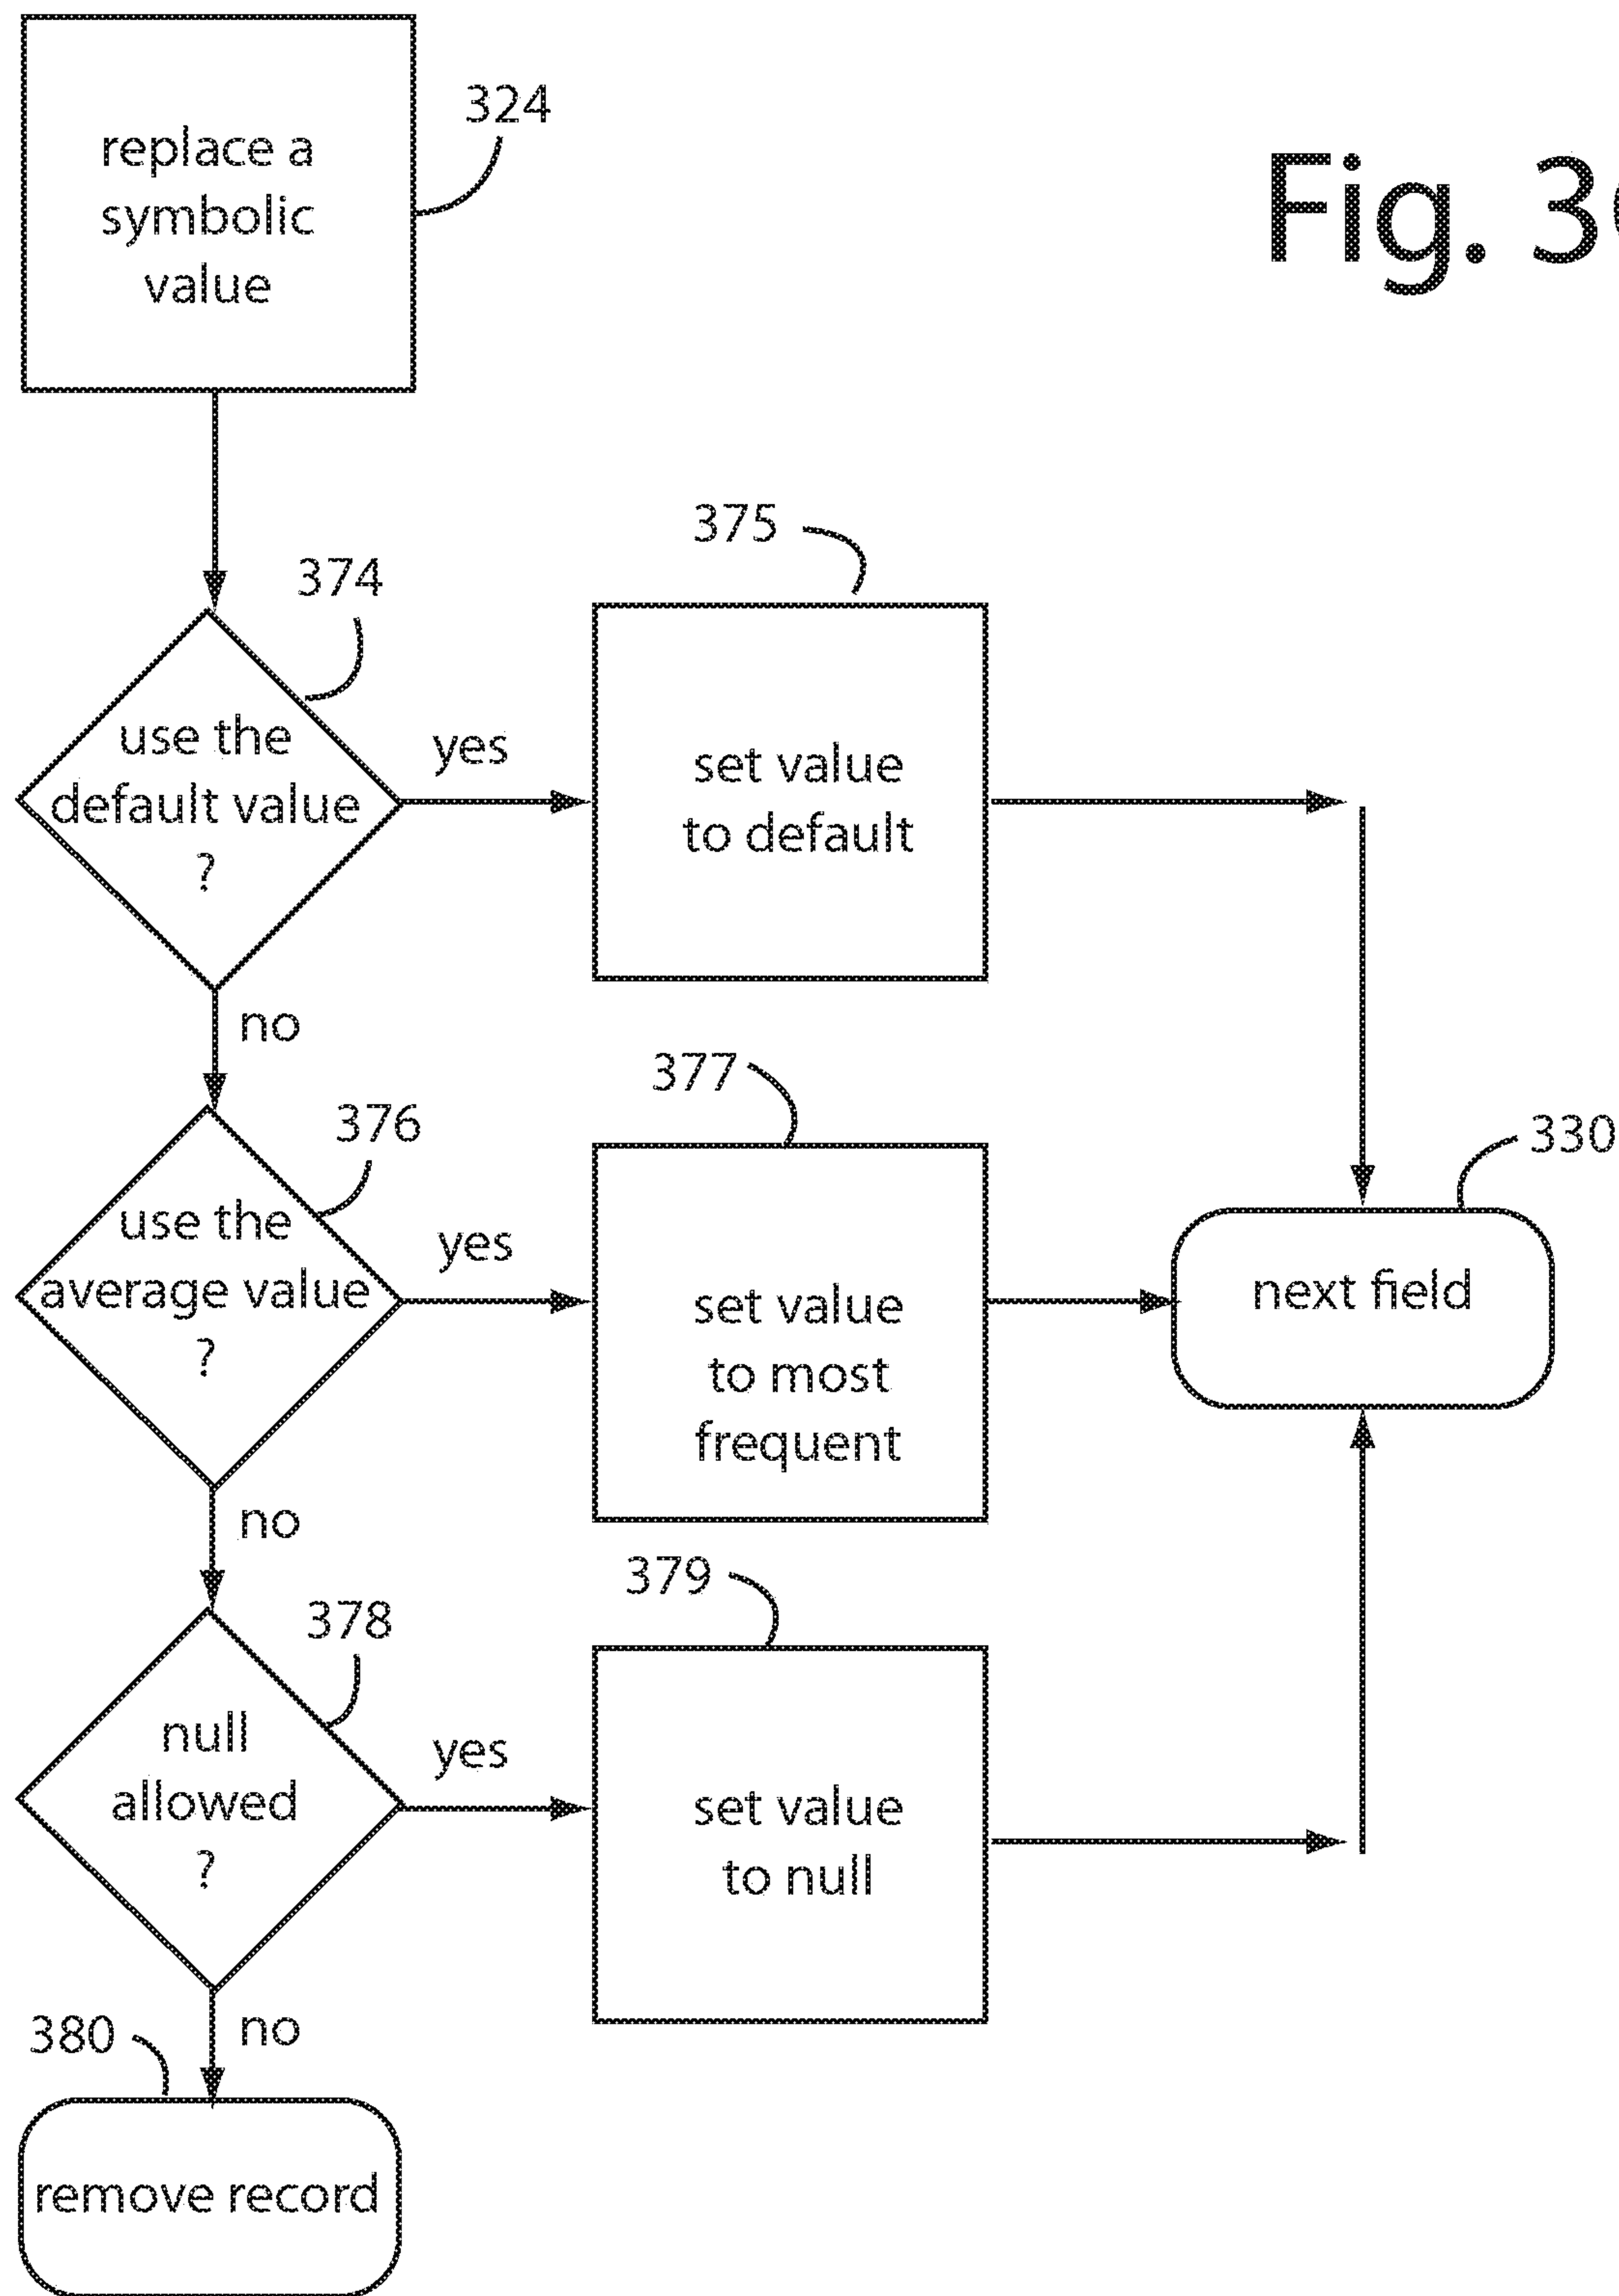 replace a
symbolic
value
324
Fig. 3
374
375
use the
default value
?
yes
set value
to default
no
376
377
use the
average value
?
yes
set value
to most
frequent
330
next field
no
378
379
null
allowed
?
yes
set value
to null
380
no
remove record